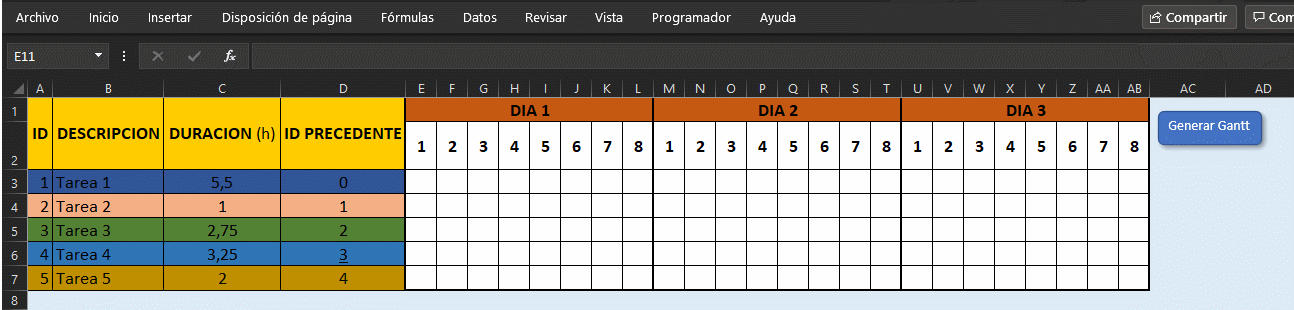 Archivo Inicio Insertar Disposición de página Fórmulas Datos Revisar Vista Programador Ayuda Compartir Com
E11 fx
A B C D E F G H I J K L M N O P Q R S T U V W X Y Z AA AB AC AD
1 DIA 1 DIA 2 DIA 3
ID DESCRIPCION DURACION (h) ID PRECEDENTE
Generar Gantt
2 1 2 3 4 5 6 7 8 1 2 3 4 5 6 7 8 1 2 3 4 5 6 7 8
3 1 Tarea 1 5,5 0
4 2 Tarea 2 1 1
5 3 Tarea 3 2,75 2
6 4 Tarea 4 3,25 3
7 5 Tarea 5 2 4
8